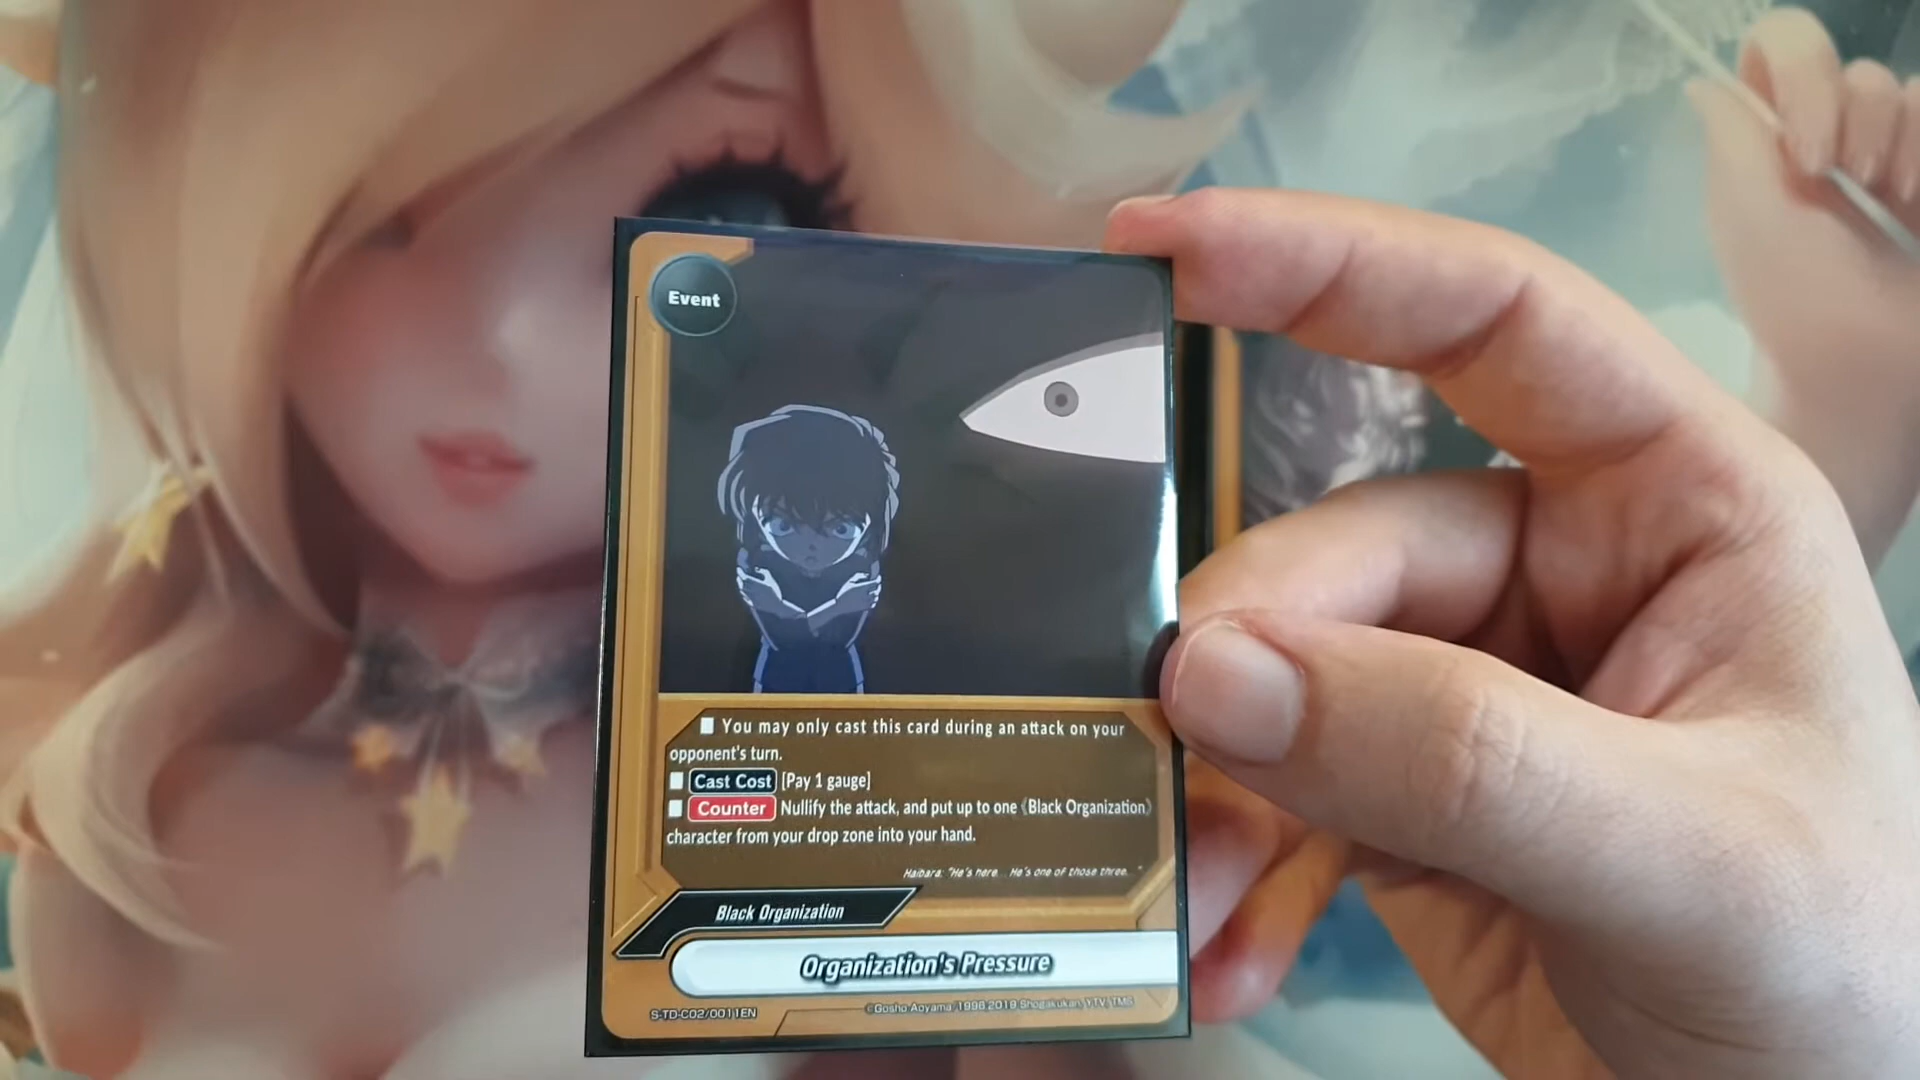 Event
You may only cast this card during an attack on your
opponent's turn.
Cast Cost [Pay 1 gauge]
Counter Nullify the attack, and put up to one《Black Organization》
character from your drop zone into your hand.
Haibara: "He's here... He's one of those three..."
Black Organization
Organization's Pressure
S-TD-C02/0011EN ©Gosho Aoyama/1996,2019 Shogakukan, YTV, TMS